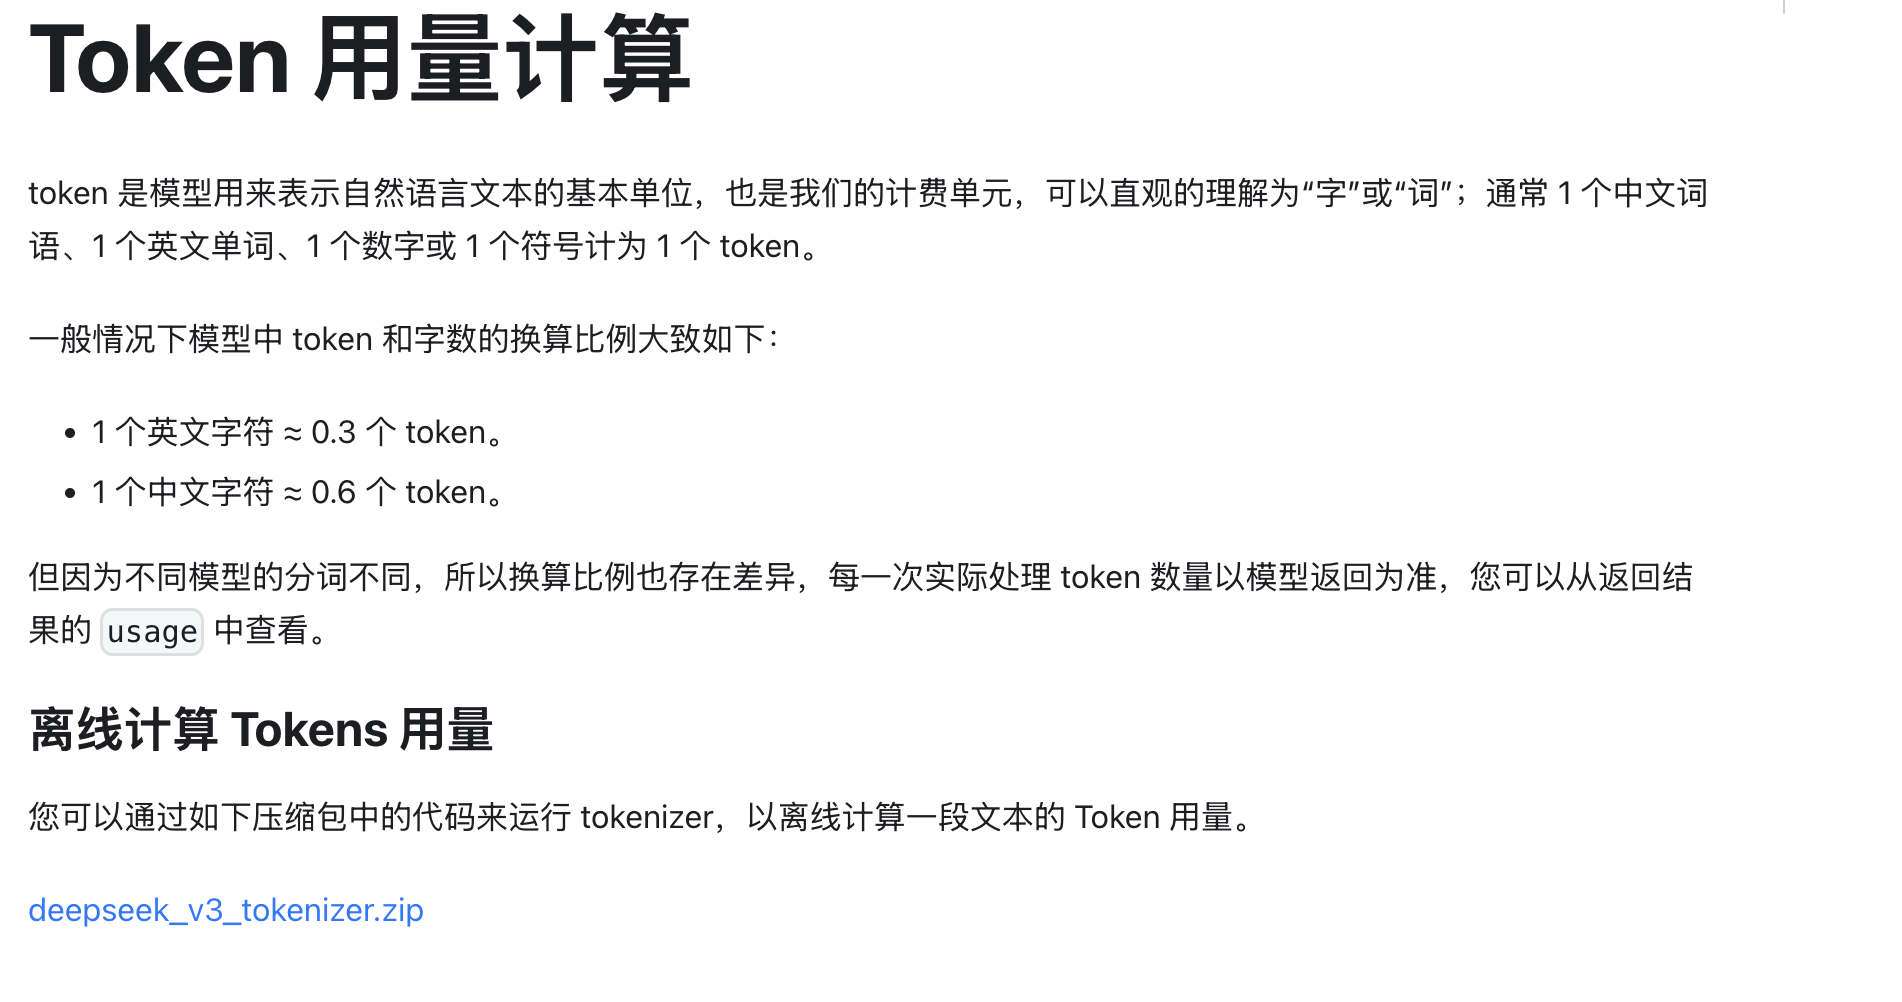 Token 用量计算
token 是模型用来表示自然语言文本的基本单位，也是我们的计费单元，可以直观的理解为“字”或“词”；通常 1 个中文词
语、1 个英文单词、1 个数字或 1 个符号计为 1 个 token。
一般情况下模型中 token 和字数的换算比例大致如下：
• 1 个英文字符 ≈ 0.3 个 token。
• 1 个中文字符 ≈ 0.6 个 token。
但因为不同模型的分词不同，所以换算比例也存在差异，每一次实际处理 token 数量以模型返回为准，您可以从返回结
果的 usage 中查看。
离线计算 Tokens 用量
您可以通过如下压缩包中的代码来运行 tokenizer，以离线计算一段文本的 Token 用量。
deepseek_v3_tokenizer.zip